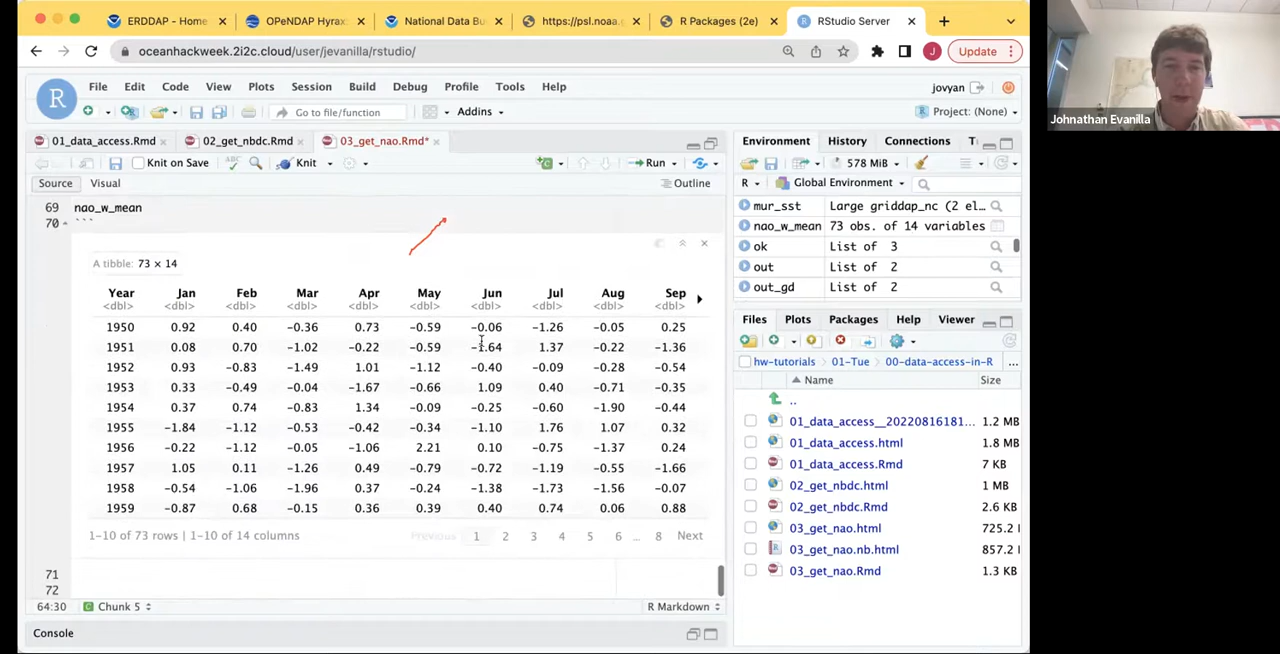 ERDDAP - Home
OPeNDAP Hyrax
National Data Bu
https://psl.noaa.g
R Packages (2e)
RStudio Server
oceanhackweek.2i2c.cloud/user/jevanilla/rstudio/
J
Update
Johnathan Evanilla
R
File Edit Code View Plots Session Build Debug Profile Tools Help
jovyan
Go to file/function
Addins
Project: (None)
01_data_access.Rmd
02_get_nbdc.Rmd
03_get_nao.Rmd*
Knit on Save
ABC
Knit
Run
Source
Visual
Outline
69 nao_w_mean
70 ```
A tibble: 73 × 14
Year Jan Feb Mar Apr May Jun Jul Aug Sep
<dbl> <dbl> <dbl> <dbl> <dbl> <dbl> <dbl> <dbl> <dbl> <dbl>
1950 0.92 0.40 −0.36 0.73 −0.59 −0.06 −1.26 −0.05 0.25
1951 0.08 0.70 −1.02 −0.22 −0.59 −1.64 1.37 −0.22 −1.36
1952 0.93 −0.83 −1.49 1.01 −1.12 −0.40 −0.09 −0.28 −0.54
1953 0.33 −0.49 −0.04 −1.67 −0.66 1.09 0.40 −0.71 −0.35
1954 0.37 0.74 −0.83 1.34 −0.09 −0.25 −0.60 −1.90 −0.44
1955 −1.84 −1.12 −0.53 −0.42 −0.34 −1.10 1.76 1.07 0.32
1956 −0.22 −1.12 −0.05 −1.06 2.21 0.10 −0.75 −1.37 0.24
1957 1.05 0.11 −1.26 0.49 −0.79 −0.72 −1.19 −0.55 −1.66
1958 −0.54 −1.06 −1.96 0.37 −0.24 −1.38 −1.73 −1.56 −0.07
1959 −0.87 0.68 −0.15 0.36 0.39 0.40 0.74 0.06 0.88
1-10 of 73 rows | 1-10 of 14 columns
Previous 1 2 3 4 5 6 ... 8 Next
71
72
64:30
Chunk 5
R Markdown
Console
Environment History Connections T
578 MiB
R Global Environment
mur_sst Large griddap_nc (2 el…
nao_w_mean 73 obs. of 14 variables
ok List of 3
out List of 2
out_gd List of 2
Files Plots Packages Help Viewer
hw-tutorials 01-Tue 00-data-access-in-R ...
Name Size
..
01_data_access__20220816181... 1.2 MB
01_data_access.html 1.8 MB
01_data_access.Rmd 7 KB
02_get_nbdc.html 1 MB
02_get_nbdc.Rmd 2.6 KB
03_get_nao.html 725.2
03_get_nao.nb.html 857.2
03_get_nao.Rmd 1.3 KB